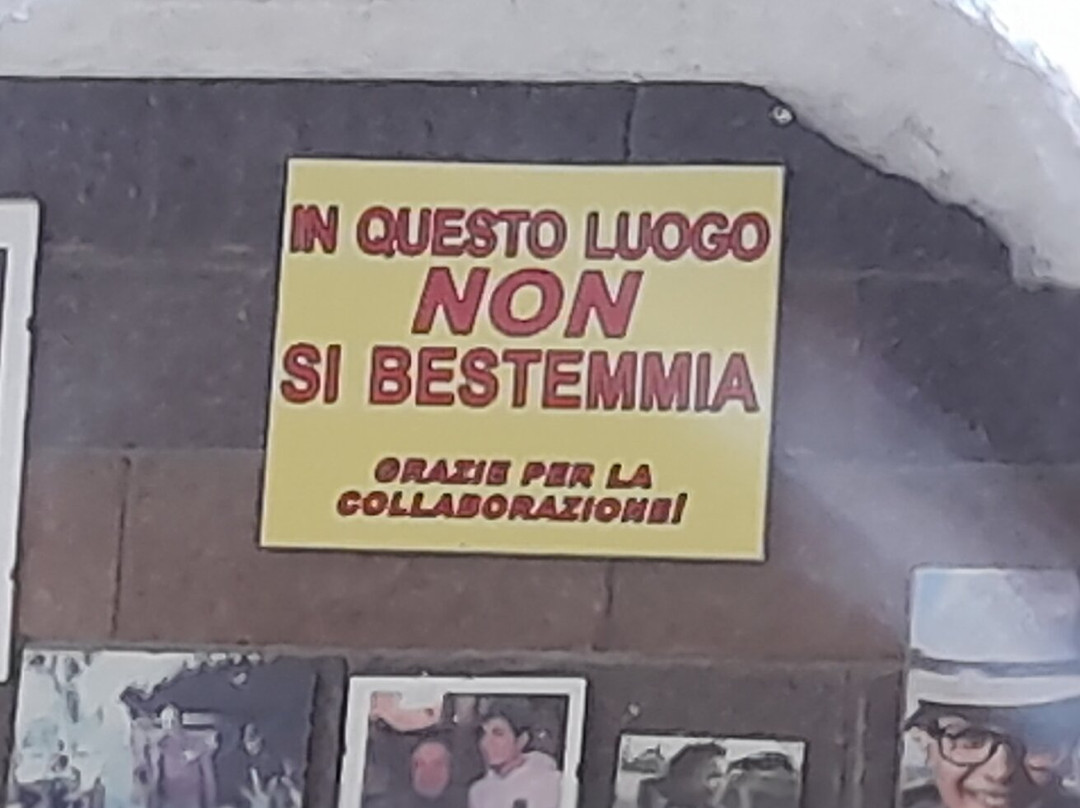 IN QUESTO LUOGO
NON
SI BESTEMMIA
GRAZIE PER LA
COLLABORAZIONE!